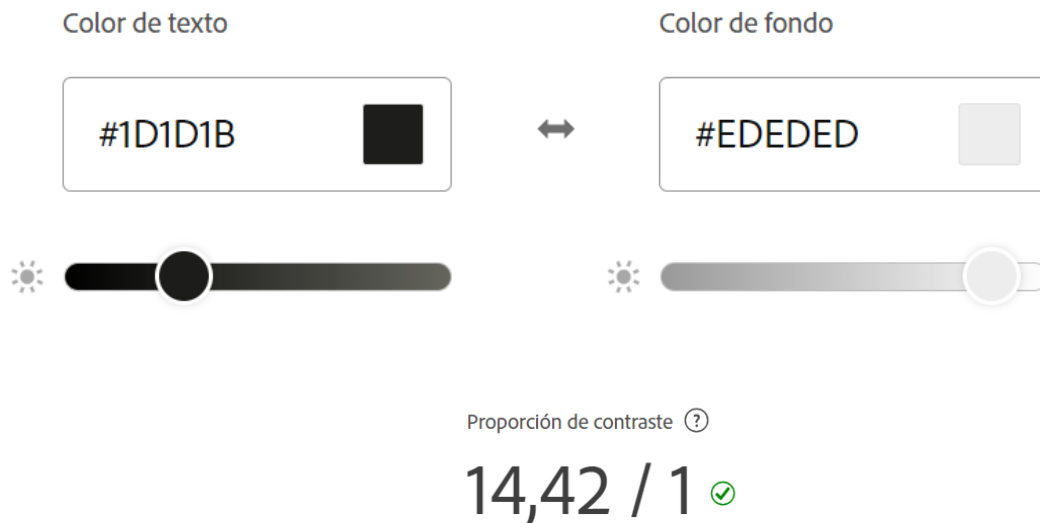 Color de texto
Color de fondo
#1D1D1B
#EDEDED
Proporción de contraste ?
14,42 / 1